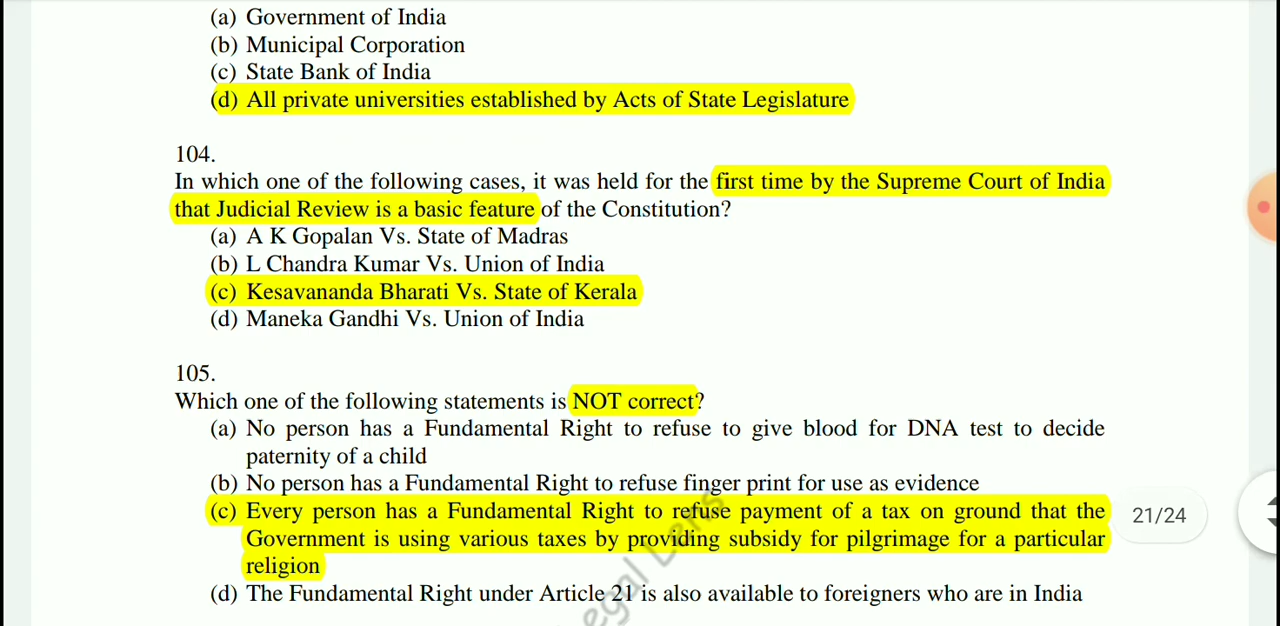 (a) Government of India
(b) Municipal Corporation
(c) State Bank of India
(d) All private universities established by Acts of State Legislature
104.
In which one of the following cases, it was held for the first time by the Supreme Court of India
that Judicial Review is a basic feature of the Constitution?
(a) A K Gopalan Vs. State of Madras
(b) L Chandra Kumar Vs. Union of India
(c) Kesavananda Bharati Vs. State of Kerala
(d) Maneka Gandhi Vs. Union of India
105.
Which one of the following statements is NOT correct?
(a) No person has a Fundamental Right to refuse to give blood for DNA test to decide
paternity of a child
(b) No person has a Fundamental Right to refuse finger print for use as evidence
(c) Every person has a Fundamental Right to refuse payment of a tax on ground that the
Government is using various taxes by providing subsidy for pilgrimage for a particular
religion
(d) The Fundamental Right under Article 21 is also available to foreigners who are in India
21/24
egal Lens